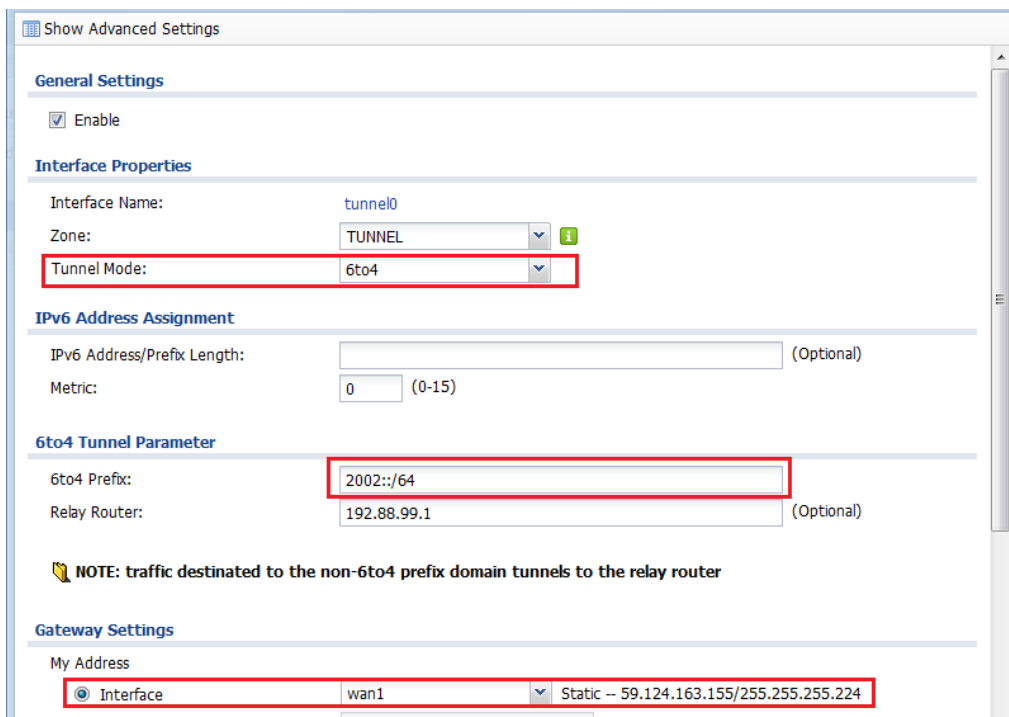 Show Advanced Settings
General Settings
Enable
Interface Properties
Interface Name: tunnel0
Zone: TUNNEL
Tunnel Mode: 6to4
IPv6 Address Assignment
IPv6 Address/Prefix Length: (Optional)
Metric: 0 (0-15)
6to4 Tunnel Parameter
6to4 Prefix: 2002::/64
Relay Router: 192.88.99.1 (Optional)
NOTE: traffic destinated to the non-6to4 prefix domain tunnels to the relay router
Gateway Settings
My Address
Interface wan1 Static -- 59.124.163.155/255.255.255.224